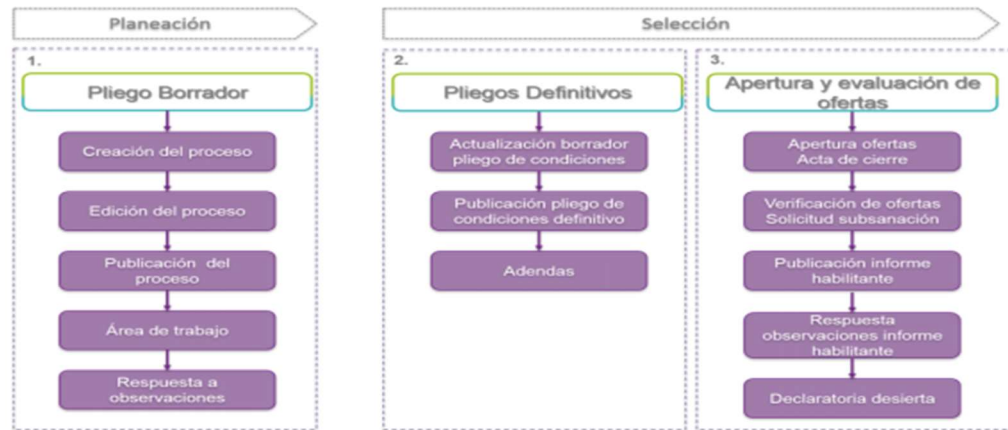 Planeación
Selección
1.
Pliego Borrador
Creación del proceso
Edición del proceso
Publicación del
proceso
Área de trabajo
Respuesta a
observaciones
2.
Pliegos Definitivos
Actualización borrador
pliego de condiciones
Publicación pliego de
condiciones definitivo
Adendas
3.
Apertura y evaluación de
ofertas
Apertura ofertas
Acta de cierre
Verificación de ofertas
Solicitud subsanación
Publicación informe
habilitante
Respuesta
observaciones informe
habilitante
Declaratoria desierta